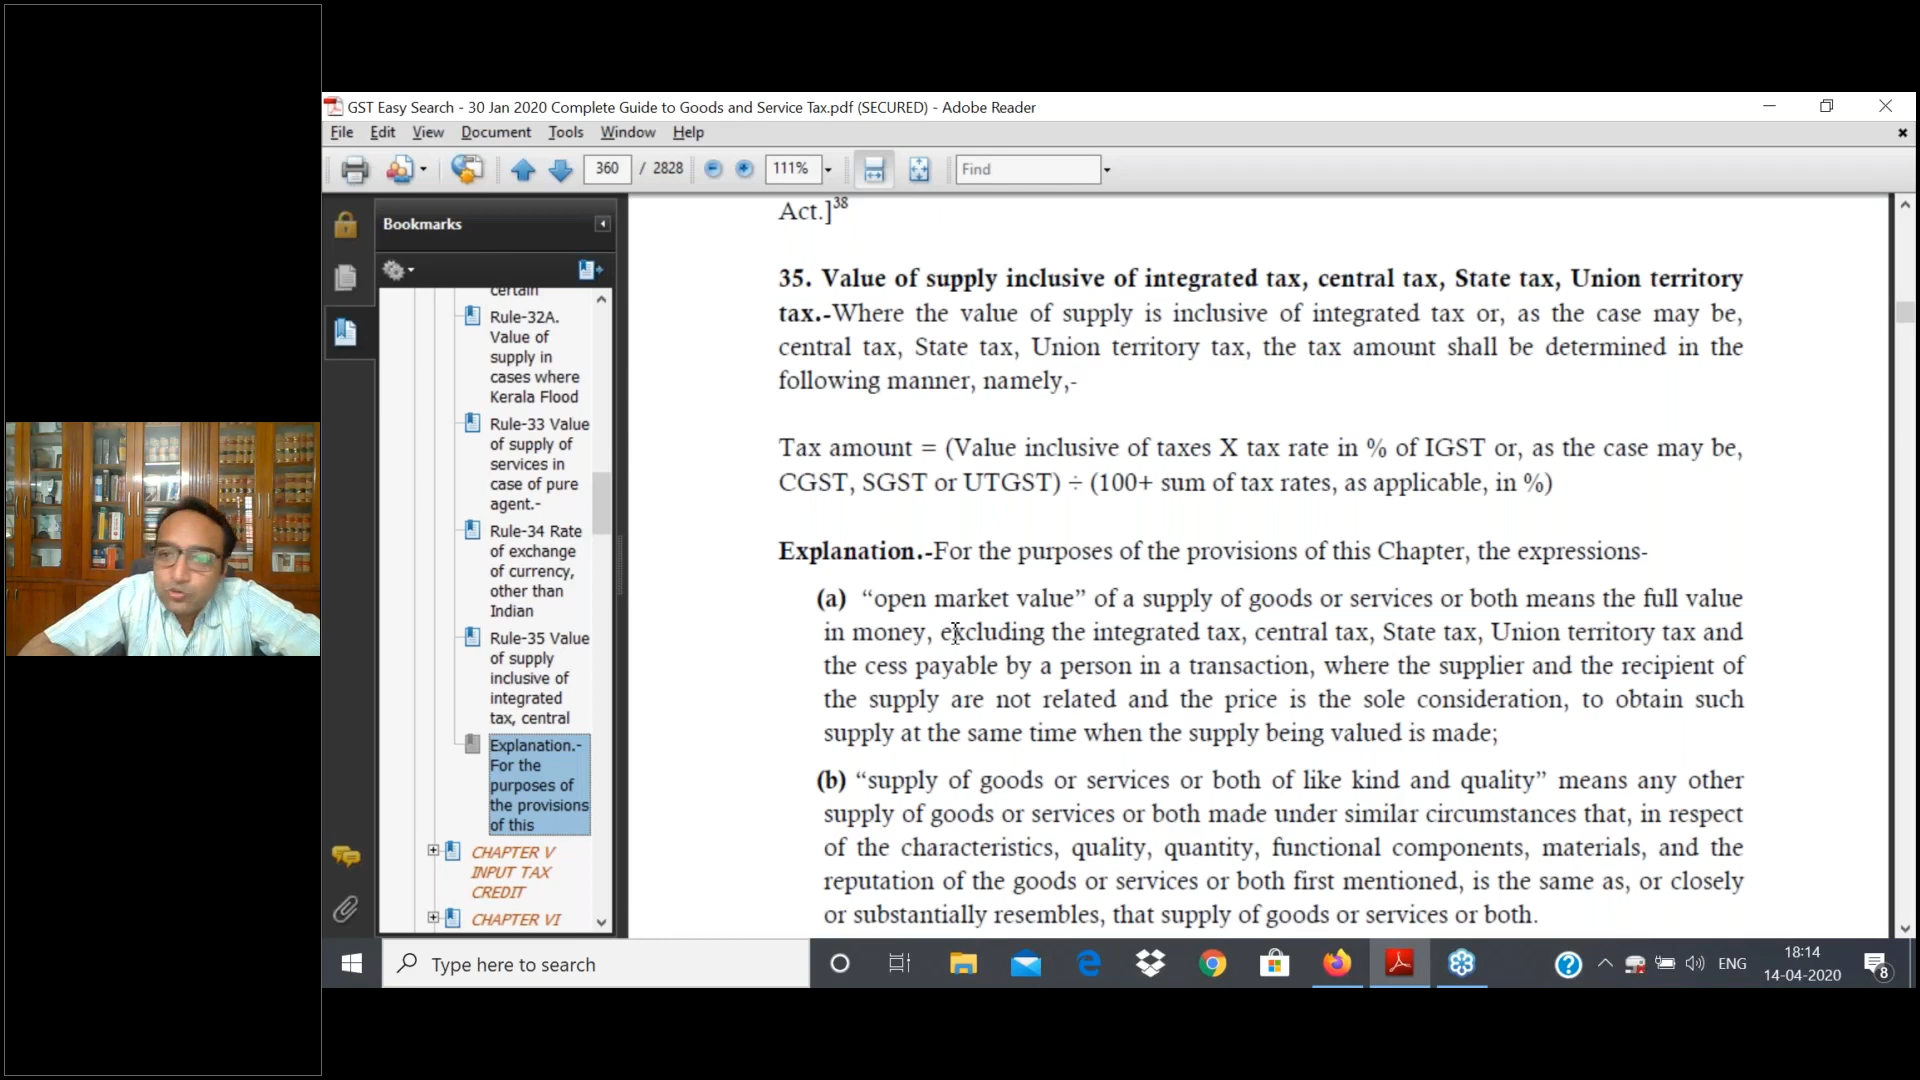 GST Easy Search - 30 Jan 2020 Complete Guide to Goods and Service Tax.pdf (SECURED) - Adobe Reader
File Edit View Document Tools Window Help
360 / 2828 111% Find
Bookmarks
certain
Rule-32A.
Value of
supply in
cases where
Kerala Flood
Rule-33 Value
of supply of
services in
case of pure
agent.-
Rule-34 Rate
of exchange
of currency,
other than
Indian
Rule-35 Value
of supply
inclusive of
integrated
tax, central
Explanation.-
For the
purposes of
the provisions
of this
CHAPTER V
INPUT TAX
CREDIT
CHAPTER VI
Act.]38
35. Value of supply inclusive of integrated tax, central tax, State tax, Union territory
tax.-Where the value of supply is inclusive of integrated tax or, as the case may be,
central tax, State tax, Union territory tax, the tax amount shall be determined in the
following manner, namely,-
Tax amount = (Value inclusive of taxes X tax rate in % of IGST or, as the case may be,
CGST, SGST or UTGST) ÷ (100+ sum of tax rates, as applicable, in %)
Explanation.-For the purposes of the provisions of this Chapter, the expressions-
(a) “open market value” of a supply of goods or services or both means the full value
in money, excluding the integrated tax, central tax, State tax, Union territory tax and
the cess payable by a person in a transaction, where the supplier and the recipient of
the supply are not related and the price is the sole consideration, to obtain such
supply at the same time when the supply being valued is made;
(b) “supply of goods or services or both of like kind and quality” means any other
supply of goods or services or both made under similar circumstances that, in respect
of the characteristics, quality, quantity, functional components, materials, and the
reputation of the goods or services or both first mentioned, is the same as, or closely
or substantially resembles, that supply of goods or services or both.
Type here to search
ENG
18:14
14-04-2020
8